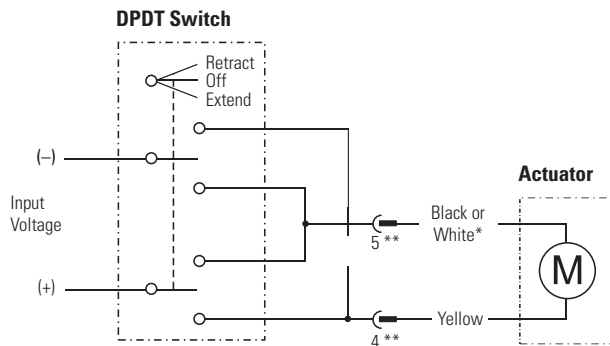 DPDT Switch
Retract
Off
Extend
(–)
Input
Voltage
(+)
Actuator
Black or
White*
5 **
M
Yellow
4 **